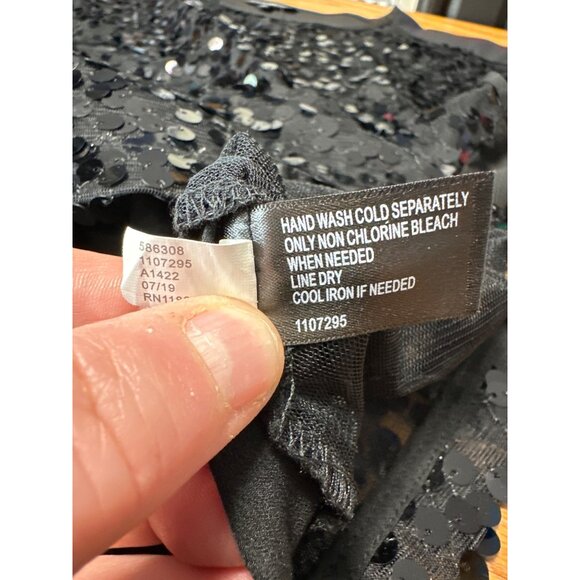 586308
1107295
A1422
07/19
HAND WASH COLD SEPARATELY
ONLY NON CHLORINE BLEACH
WHEN NEEDED
LINE DRY
COOL IRON IF NEEDED
1107295